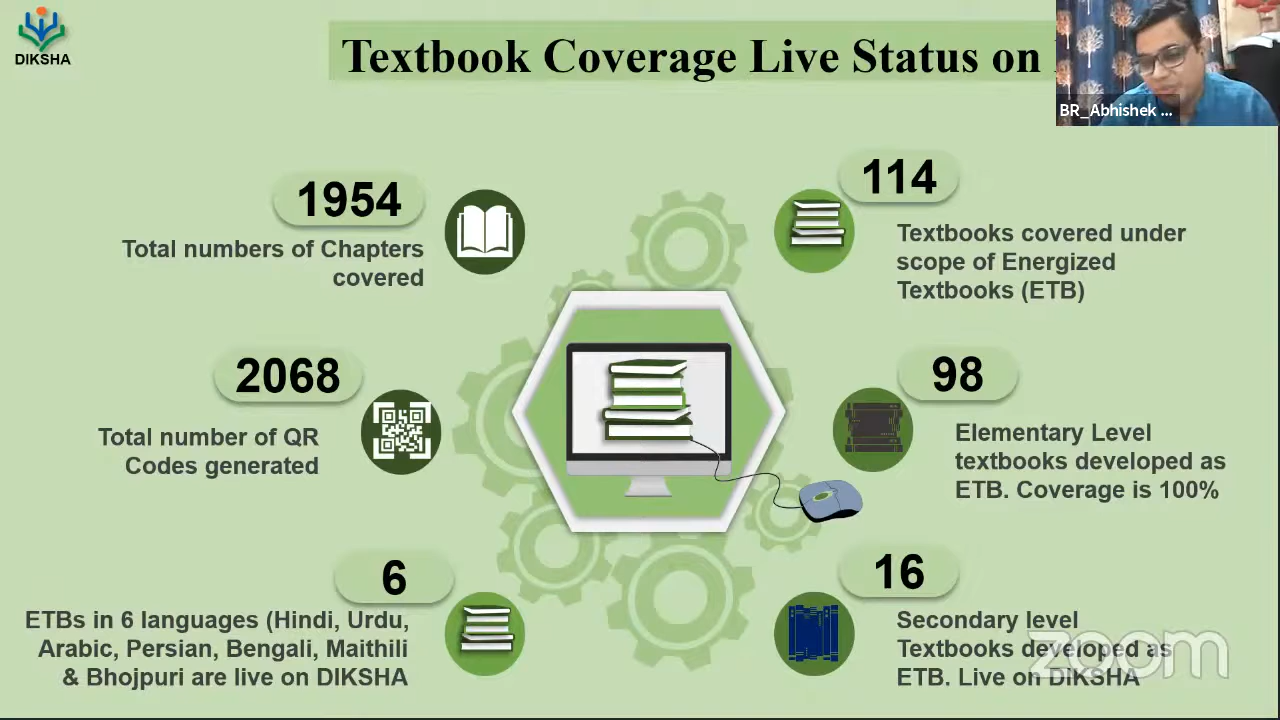 DIKSHA
Textbook Coverage Live Status on
BR_Abhishek ...
1954
Total numbers of Chapters
covered
114
Textbooks covered under
scope of Energized
Textbooks (ETB)
2068
Total number of QR
Codes generated
98
Elementary Level
textbooks developed as
ETB. Coverage is 100%
6
ETBs in 6 languages (Hindi, Urdu,
Arabic, Persian, Bengali, Maithili
& Bhojpuri are live on DIKSHA
16
Secondary level
Textbooks developed as
ETB. Live on DIKSHA
zoom